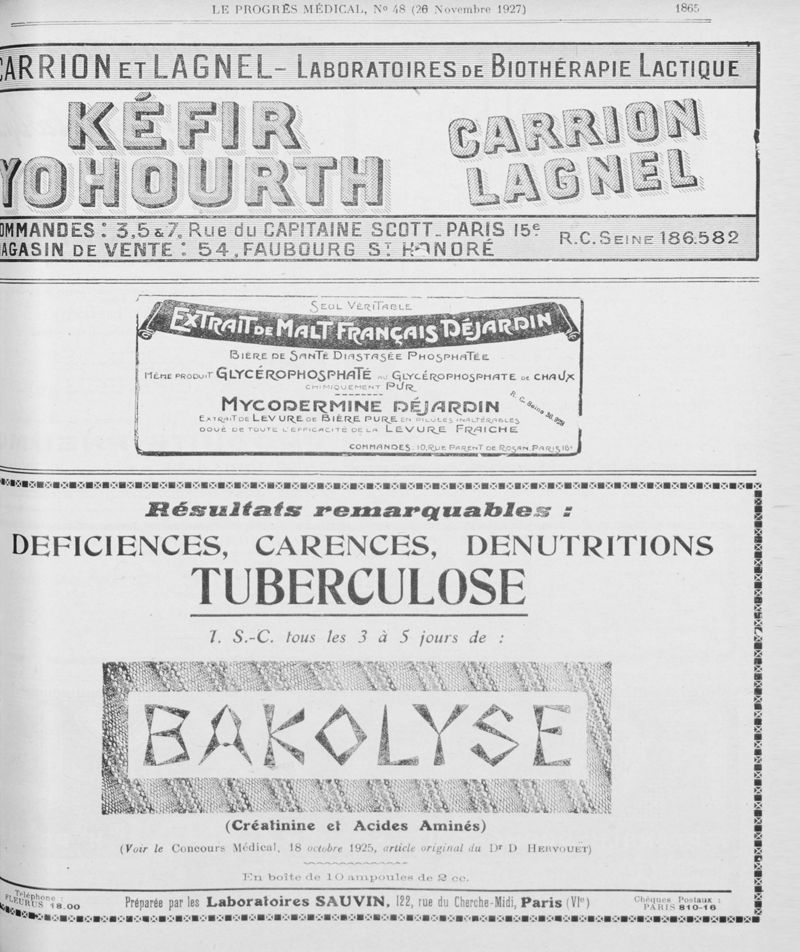 LE PROGRÈS MÉDICAL, No 48 (26 Novembre 1927) 1865
CARRION ET LAGNEL - LABORATOIRES DE BIOTHÉRAPIE LACTIQUE
KÉFIR
YOHOURTH
CARRION
LAGNEL
COMMANDES : 3,5 & 7, Rue du CAPITAINE SCOTT_PARIS 15e
MAGASIN DE VENTE : 54, FAUBOURG ST HONORÉ
R.C. SEINE 186.582
SEUL VÉRITABLE
EXTRAIT DE MALT FRANÇAIS DÉJARDIN
BIÈRE DE SANTÉ DIASTASÉE PHOSPHATÉE
MÊME PRODUIT GLYCÉROPHOSPHATÉ AU GLYCÉROPHOSPHATE DE CHAUX
CHIMIQUEMENT PUR
MYCODERMINE DÉJARDIN
R. C. Seine
EXTRAIT DE LEVURE DE BIÈRE PURE EN PILULES INALTÉRABLES
DOUÉ DE TOUTE L'EFFICACITÉ DE LA LEVURE FRAICHE
COMMANDES: 10, RUE PARENT DE ROSAN, PARIS 16e
Résultats remarquables :
DEFICIENCES, CARENCES, DENUTRITIONS
TUBERCULOSE
I. S.-C. tous les 3 à 5 jours de :
BAKOLYSE
(Créatinine et Acides Aminés)
(Voir le Concours Médical, 18 octobre 1925, article original du Dr D HERVOUËT)
En boîte de 10 ampoules de 2 cc.
Téléphone :
FLEURUS 18.00
Préparée par les Laboratoires SAUVIN, 122, rue du Cherche-Midi, Paris (VIe)
Chèques Postaux :
PARIS 810-16